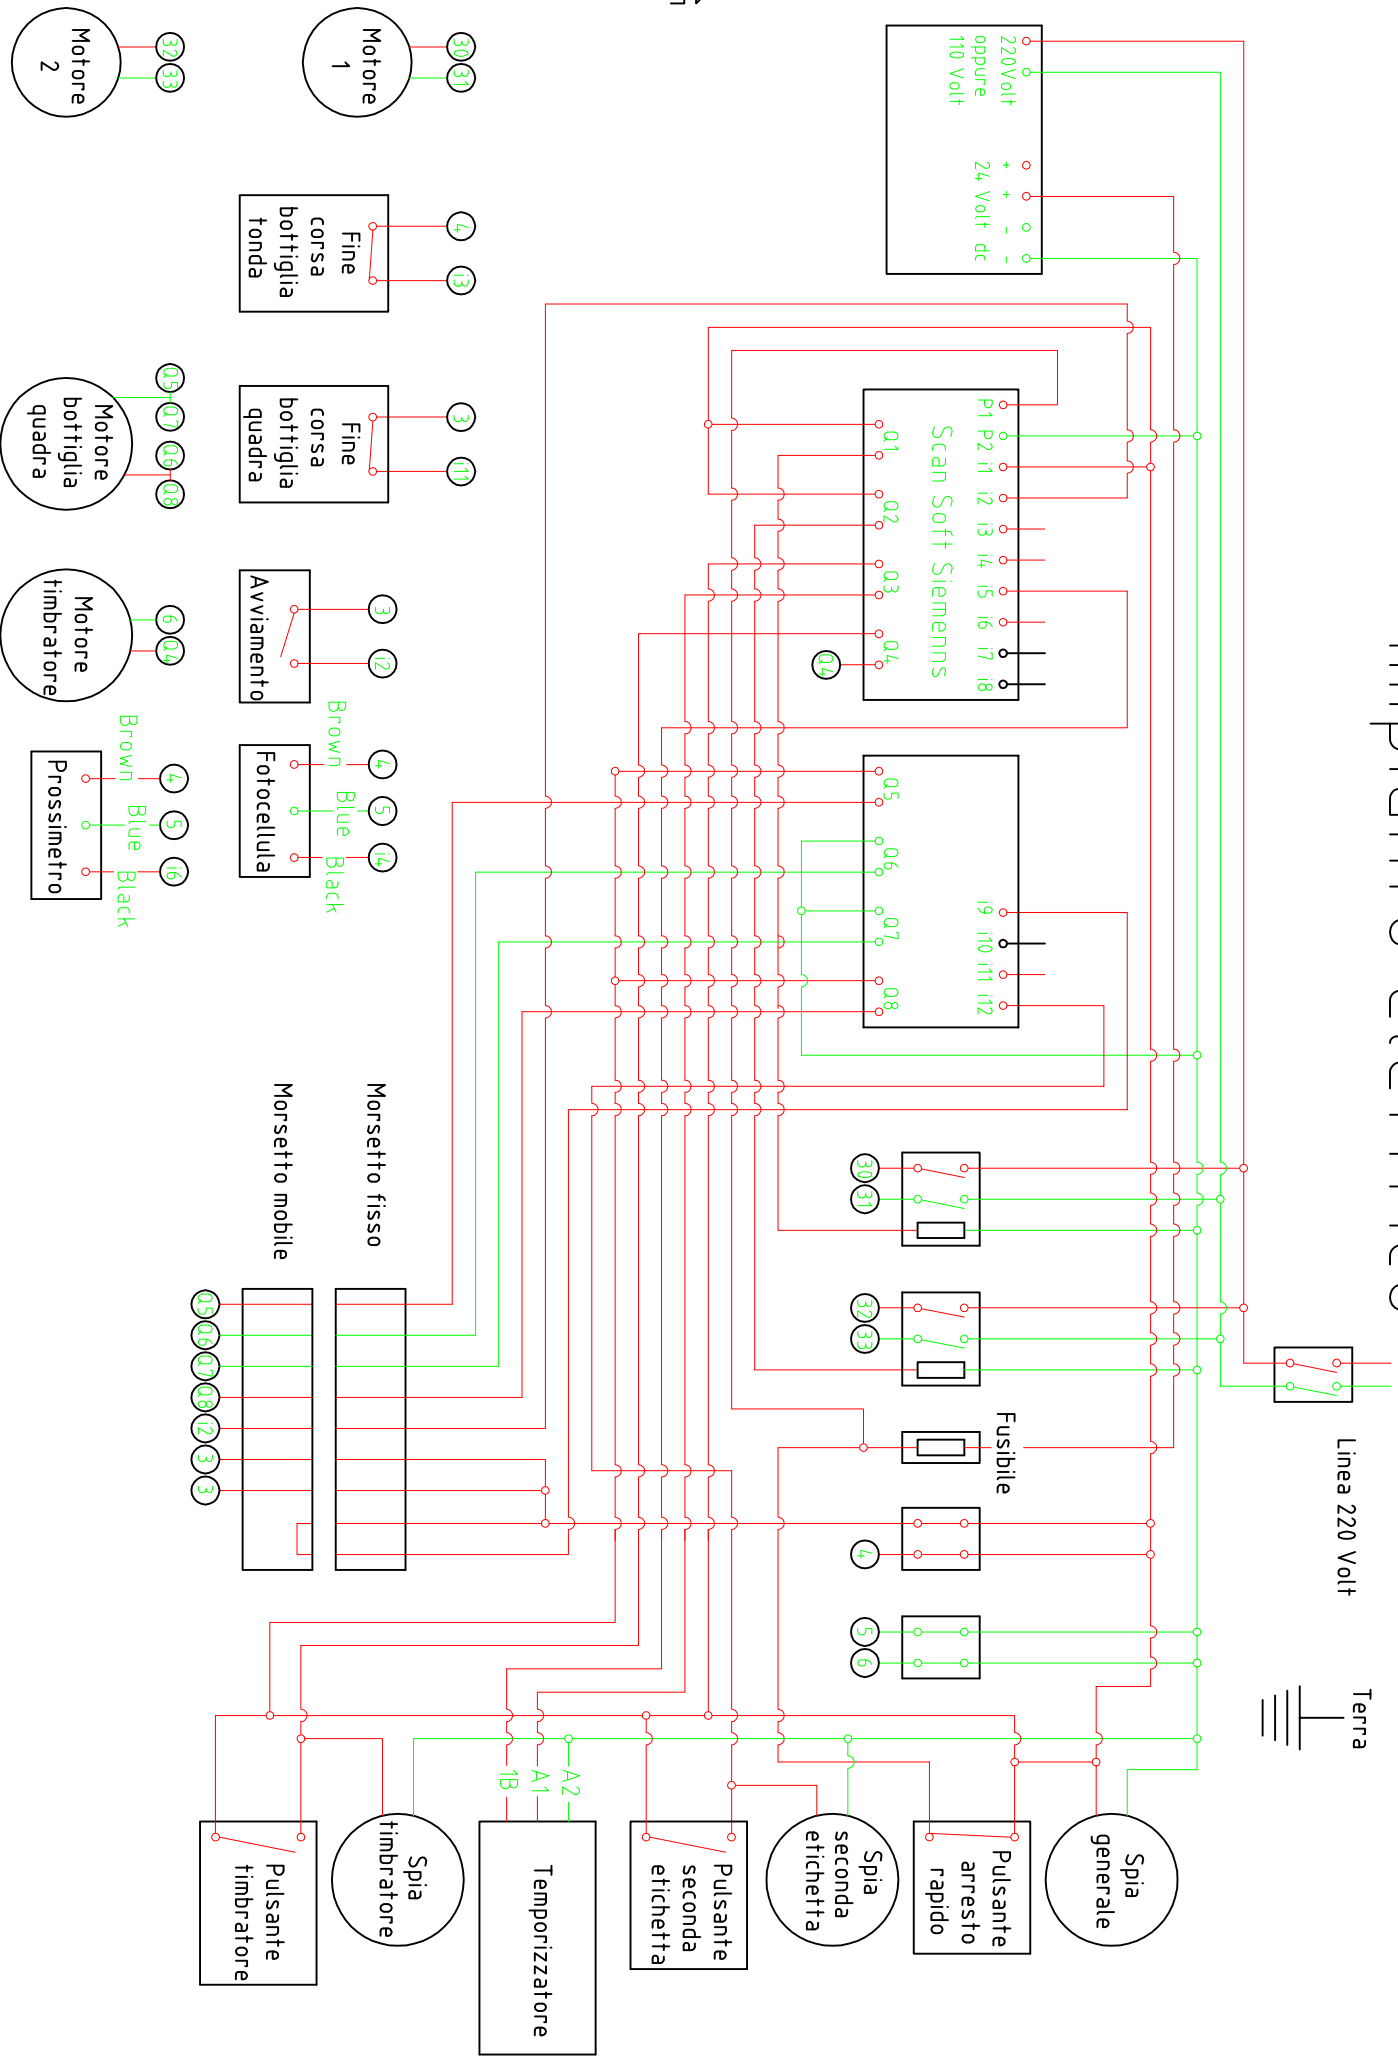 Linea 220 Volt
Terra
220Volt
oppure
110 Volt
+ + - -
24 Volt dc
30
31
Motore
1
32
33
Motore
2
4
i3
Fine
corsa
bottiglia
tonda
3
i11
Fine
corsa
bottiglia
quadra
Q5
Q7
Q6
Q8
Motore
bottiglia
quadra
3
i2
Avviamento
6
Q4
Motore
timbratore
Brown
Blue
Black
4
5
i4
Fotocellula
Brown
Blue
Black
4
5
i6
Prossimetro
P1 P2 i1 i2 i3 i4 i5 i6 i7 i8
Scan Soft Siemenns
Q1 Q2 Q3 Q4
Q4
i9 i10 i11 i12
Q5 Q6 Q7 Q8
30
31
32
33
Fusibile
4
5
6
Morsetto fisso
Morsetto mobile
Q5
Q6
Q7
Q8
i2
3
3
Spia
generale
Pulsante
arresto
rapido
Spia
seconda
etichetta
Pulsante
seconda
etichetta
A2
A1
1B
Temporizzatore
Spia
timbratore
Pulsante
timbratore